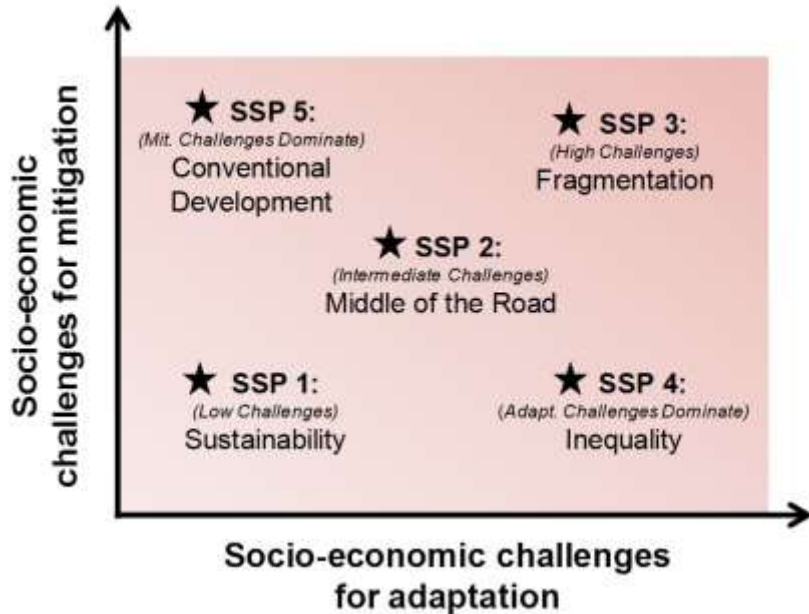 Socio-economic
challenges for mitigation
★ SSP 5:
(Mit. Challenges Dominate)
Conventional
Development
★ SSP 3:
(High Challenges)
Fragmentation
★ SSP 2:
(Intermediate Challenges)
Middle of the Road
★ SSP 1:
(Low Challenges)
Sustainability
★ SSP 4:
(Adapt. Challenges Dominate)
Inequality
Socio-economic challenges
for adaptation